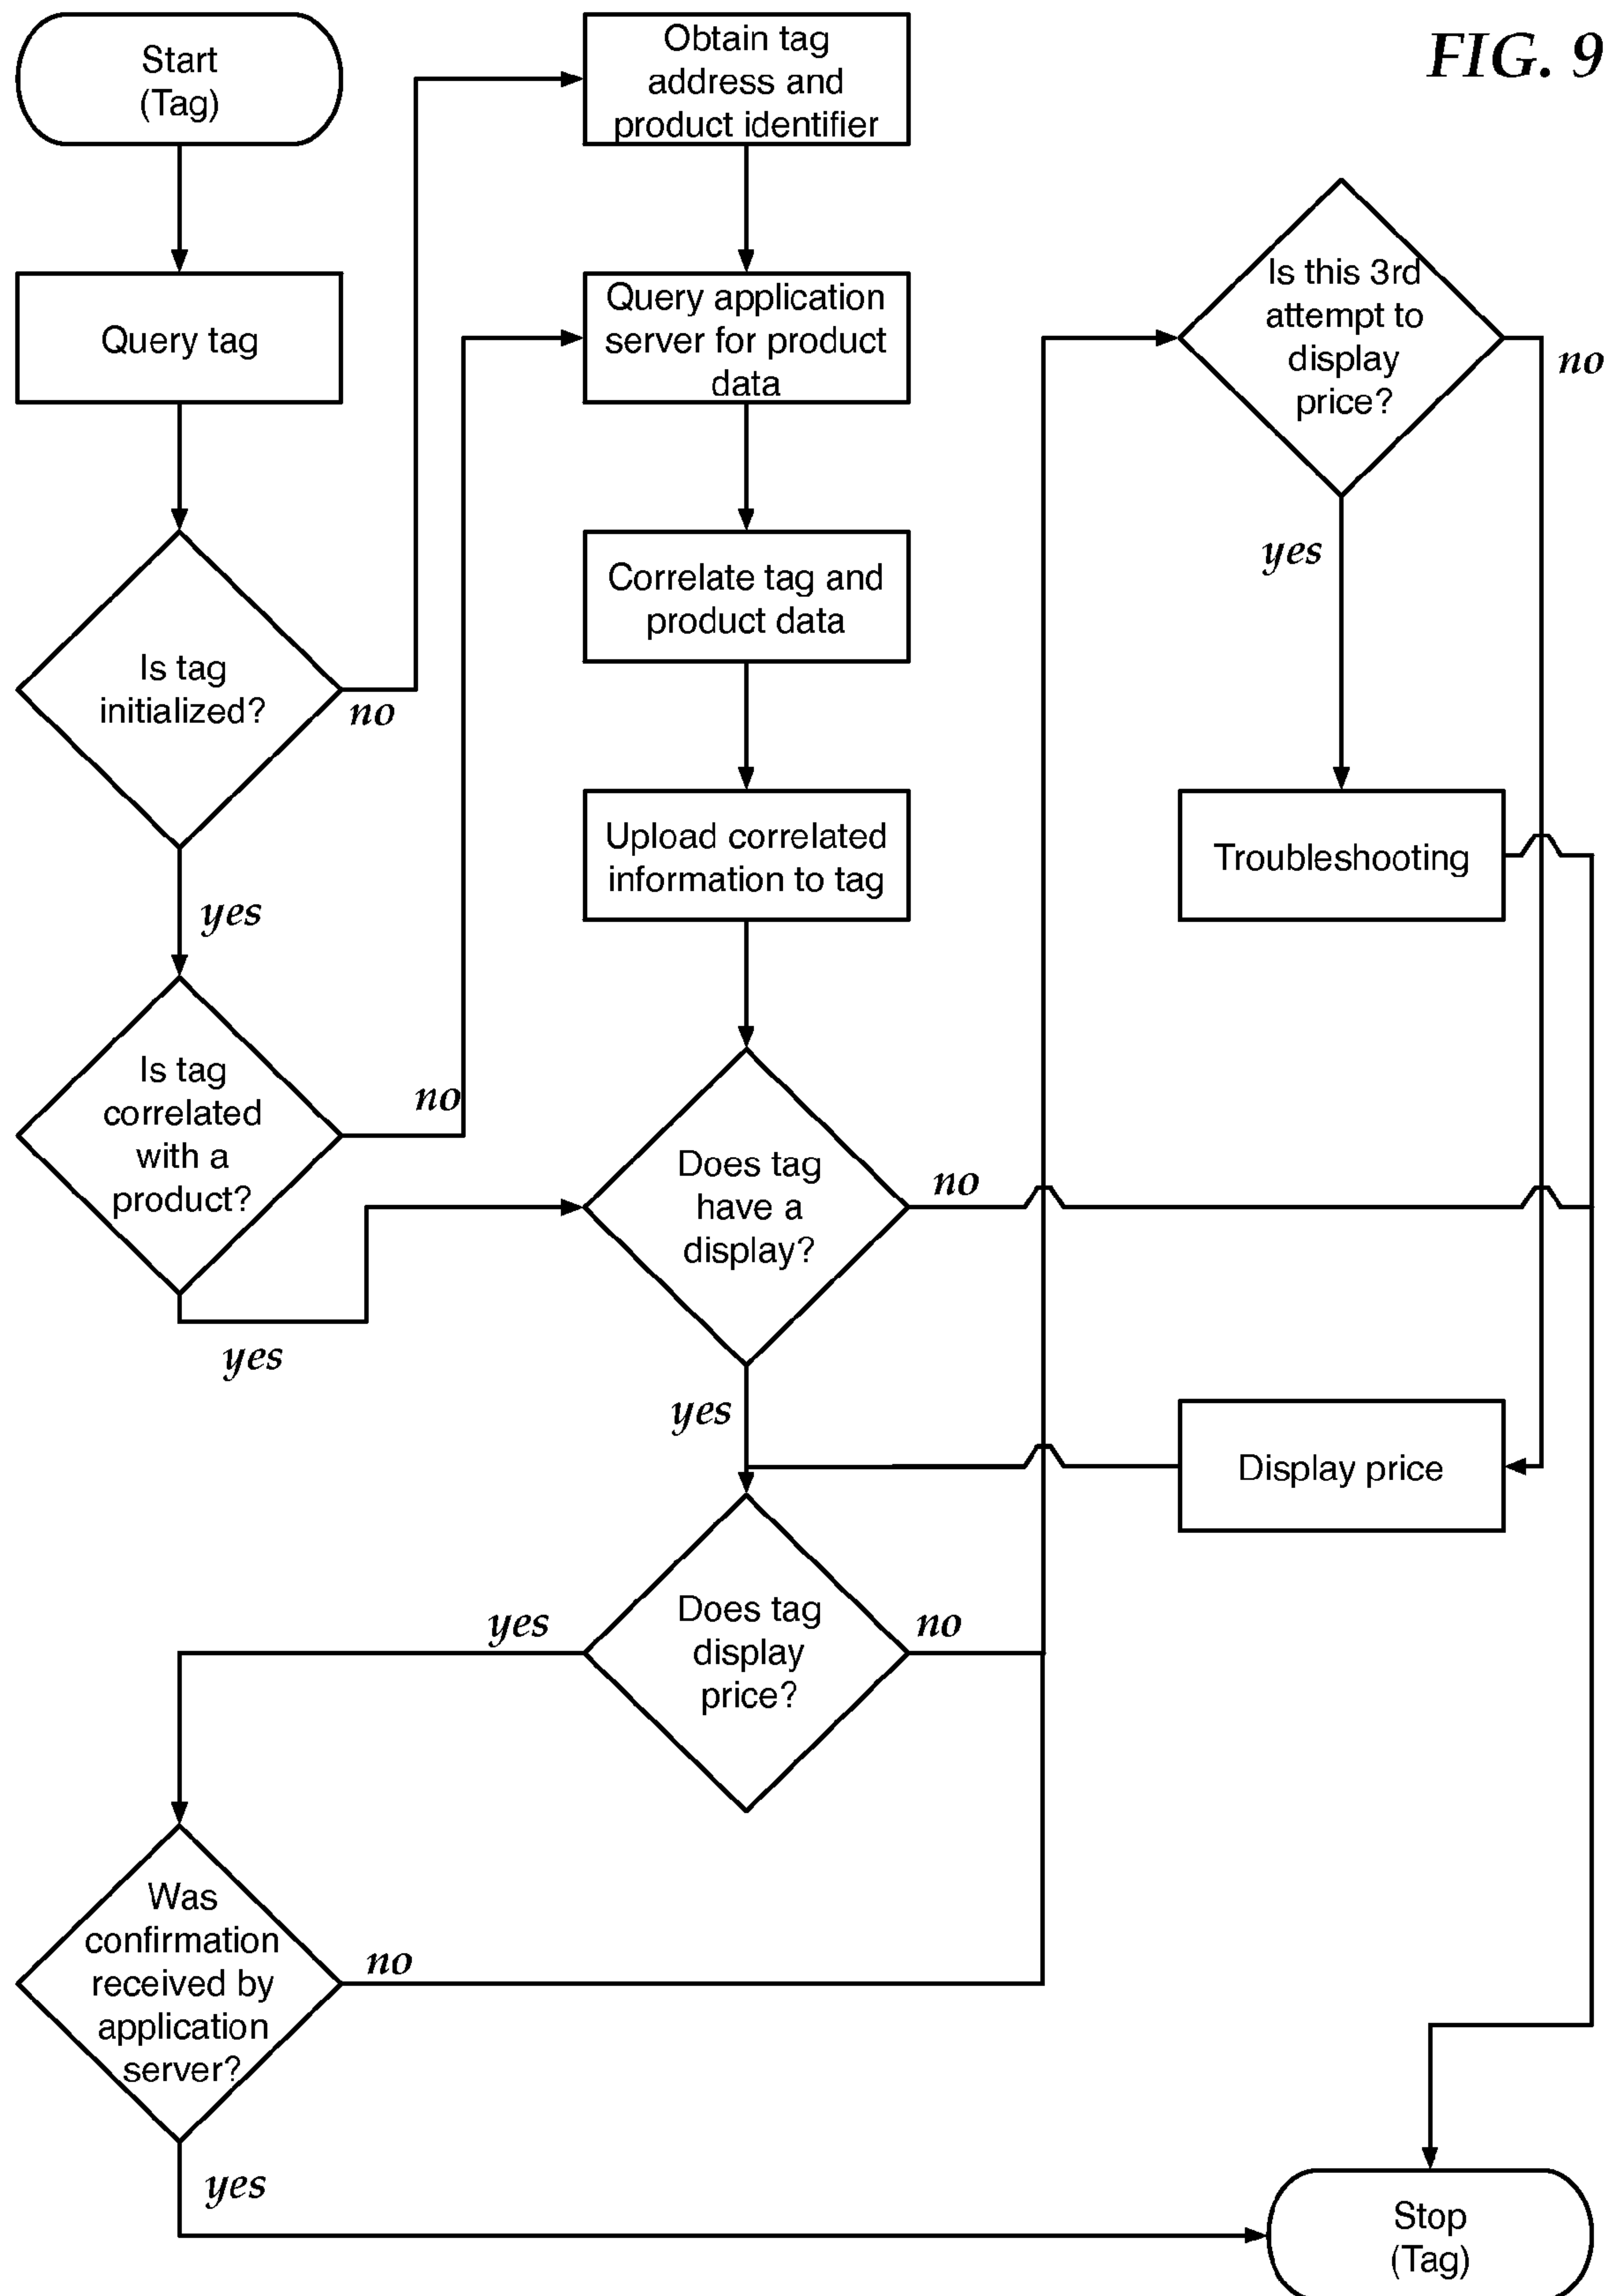 FIG. 9
Start
(Tag)
Query tag
Is tag
initialized?
no
yes
Is tag
correlated
with a
product?
no
yes
Obtain tag
address and
product identifier
Query application
server for product
data
Correlate tag and
product data
Upload correlated
information to tag
Does tag
have a
display?
no
yes
Does tag
display
price?
yes
no
Is this 3rd
attempt to
display
price?
no
yes
Troubleshooting
Display price
Was
confirmation
received by
application
server?
no
yes
Stop
(Tag)